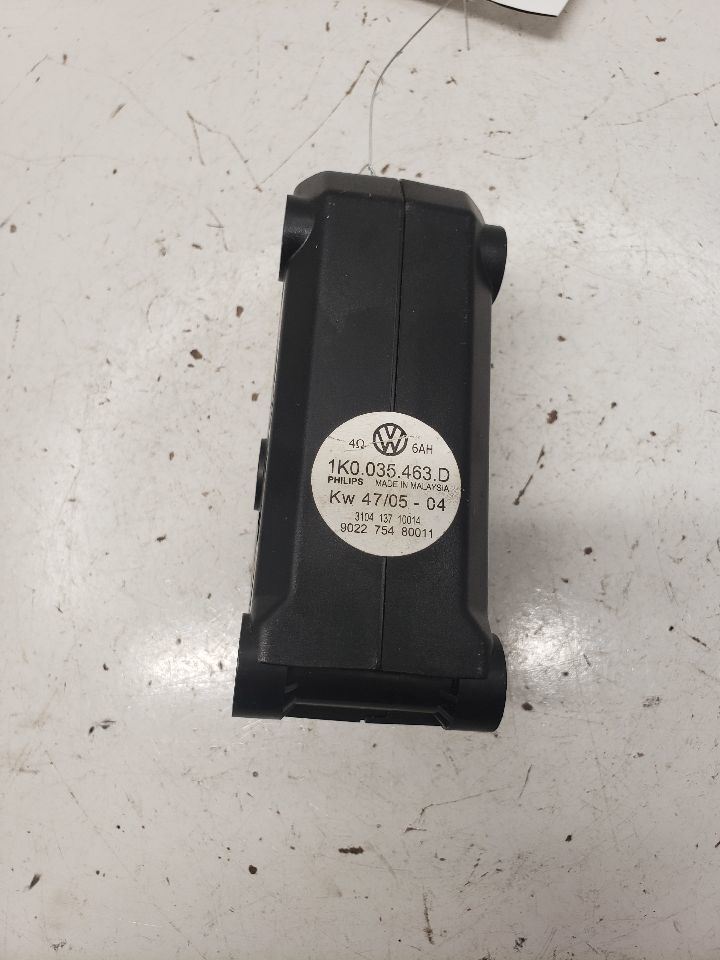 4Ω VW 6AH
1K0.035.463.D
PHILIPS MADE IN MALAYSIA
Kw 47/05 - 04
3104 137 10014
9022 754 80011